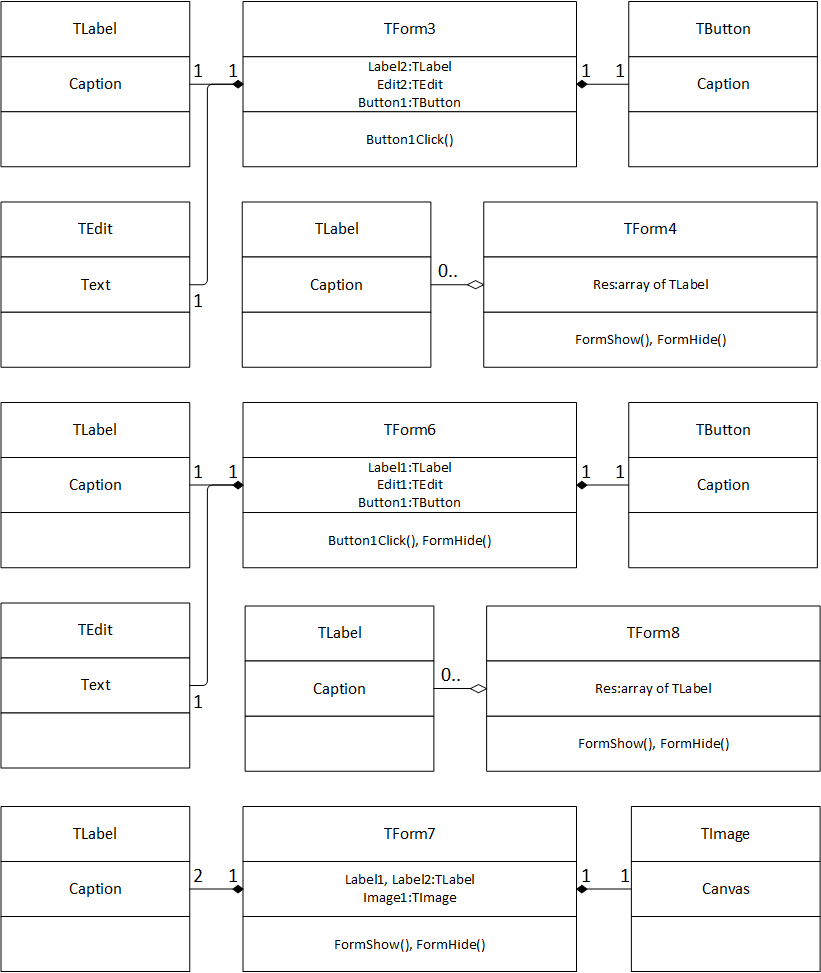 TLabel
TForm3
TButton
Caption
1
1
Label2:TLabel
Edit2:TEdit
Button1:TButton
1
1
Caption
Button1Click()
TEdit
TLabel
TForm4
Text
1
Caption
0..
Res:array of TLabel
FormShow(), FormHide()
TLabel
TForm6
TButton
Caption
1
1
Label1:TLabel
Edit1:TEdit
Button1:TButton
1
1
Caption
Button1Click(), FormHide()
TEdit
TLabel
TForm8
Text
1
Caption
0..
Res:array of TLabel
FormShow(), FormHide()
TLabel
TForm7
TImage
Caption
2
1
Label1, Label2:TLabel
Image1:TImage
1
1
Canvas
FormShow(), FormHide()